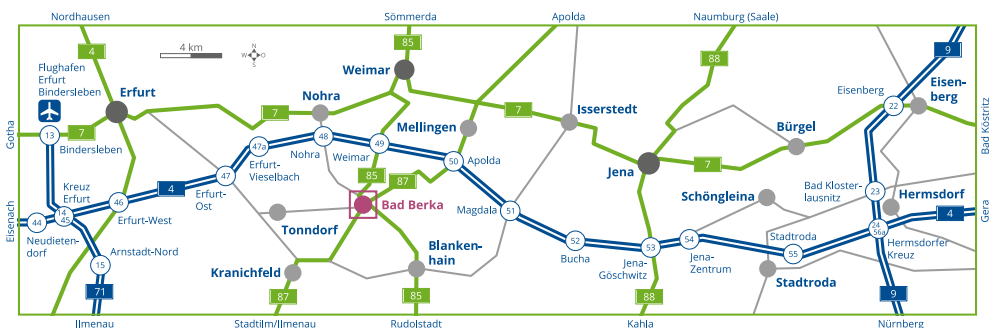 Nordhausen
Sömmerda
Apolda
Naumburg (Saale)
4
85
9
4 km
N
W
O
S
88
Flughafen
Erfurt
Bindersleben
Weimar
Eisenberg
Eisen-
berg
Erfurt
Nohra
7
7
22
Isserstedt
Bürgel
Bad Köstritz
Gotha
13
7
Bindersleben
Mellingen
47a
48
49
Erfurt-
Vieselbach
Nohra
Weimar
50
Apolda
Jena
7
47
4
Erfurt-
Ost
85
87
Kreuz
Erfurt
46
Erfurt-West
Bad Berka
Schöngleina
Bad Kloster-
lausnitz
23
Hermsdorf
Eisenach
44
14
45
Neudieten-
dorf
Tonndorf
Magdala
51
4
Gera
24
56a
Hermsdorfer
Kreuz
Arnstadt-Nord
15
Blanken-
hain
52
Bucha
53
Jena-
Göschwitz
54
Jena-
Zentrum
Stadtroda
55
Kranichfeld
Stadtroda
71
87
85
88
9
Ilmenau
Stadtilm/Ilmenau
Rudolstadt
Kahla
Nürnberg